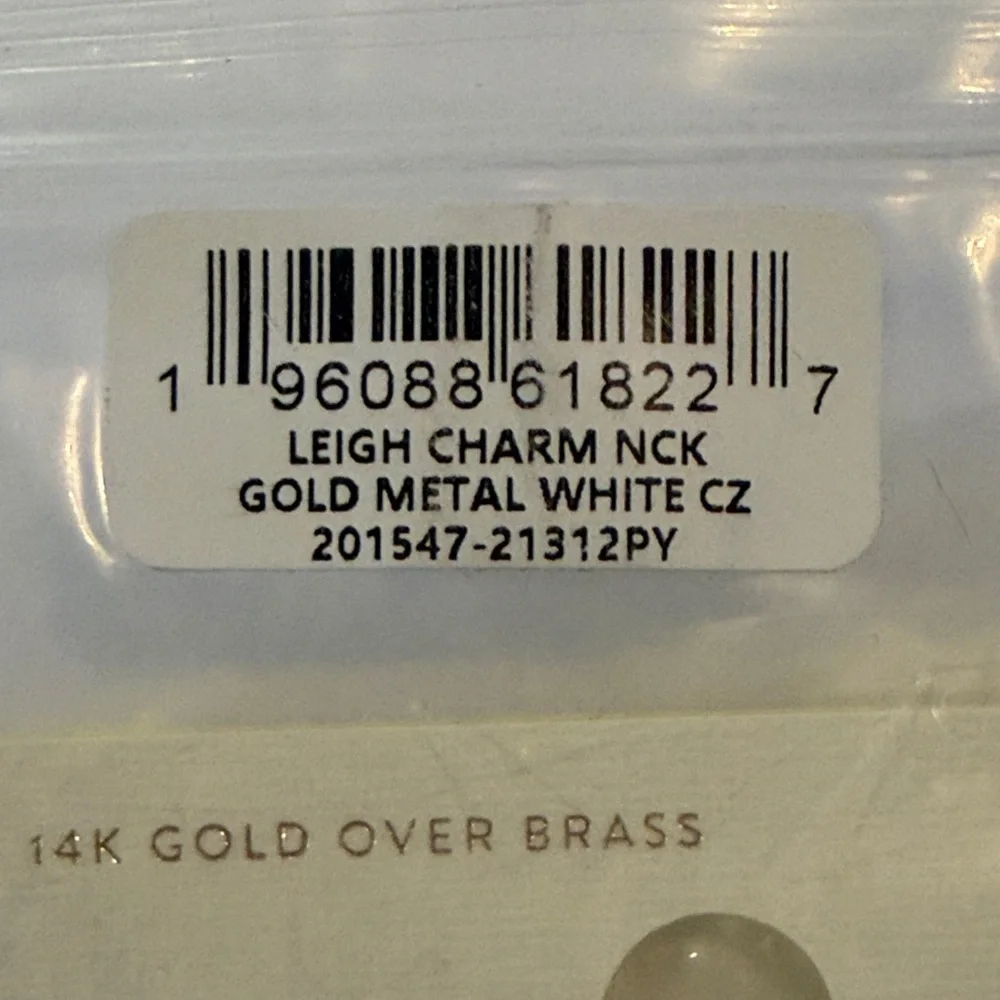 1 96088 61822 7
LEIGH CHARM NCK
GOLD METAL WHITE CZ
201547-21312PY
14K GOLD OVER BRASS